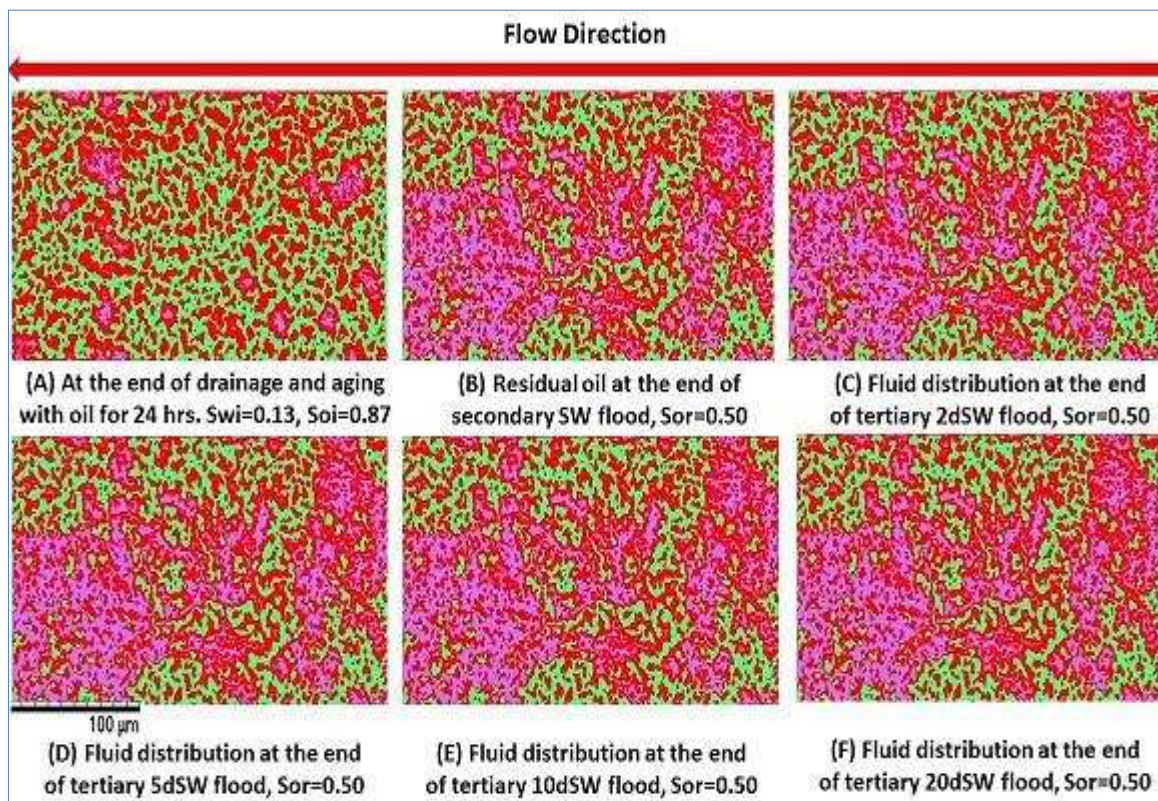 Flow Direction
(A) At the end of drainage and aging
with oil for 24 hrs. Swi=0.13, Soi=0.87
(B) Residual oil at the end of
secondary SW flood, Sor=0.50
(C) Fluid distribution at the end
of tertiary 2dSW flood, Sor=0.50
100 µm
(D) Fluid distribution at the end
of tertiary 5dSW flood, Sor=0.50
(E) Fluid distribution at the end
of tertiary 10dSW flood, Sor=0.50
(F) Fluid distribution at the end
of tertiary 20dSW flood, Sor=0.50